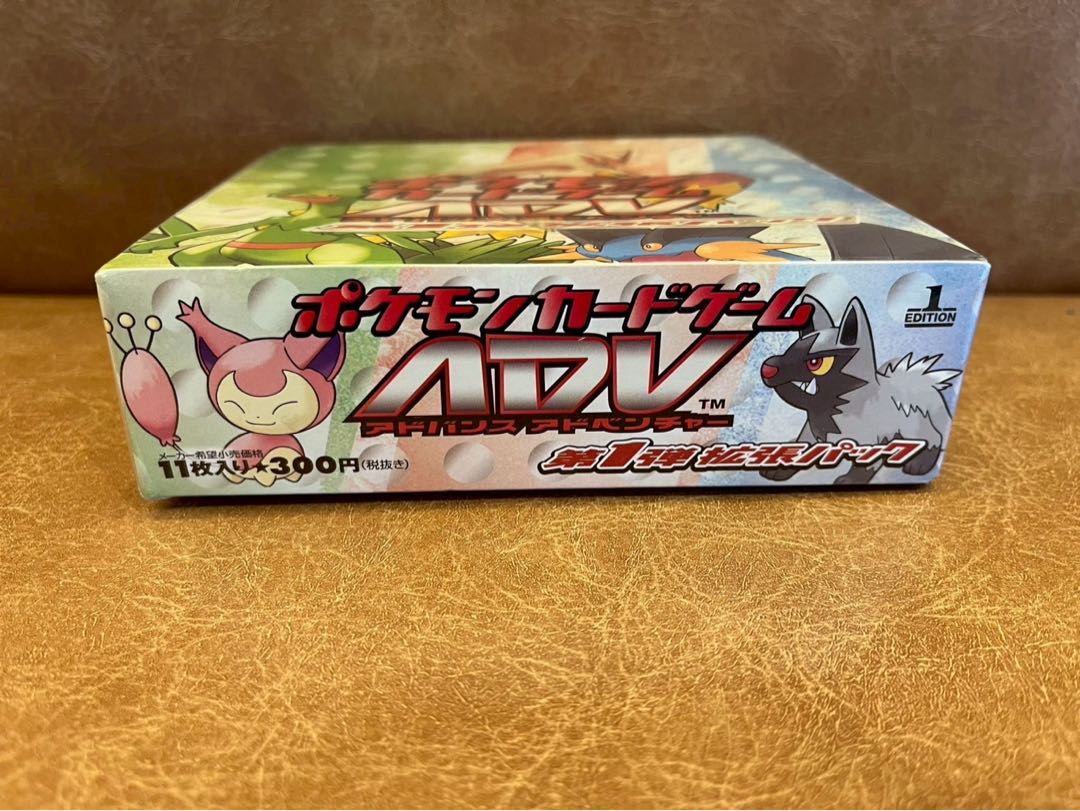 ADV
ポケモンカードゲーム
ADV™
アドバンス アドベンチャー
1
EDITION
メーカー希望小売価格
11枚入り★300円(税抜き)
第1弾 拡張パック